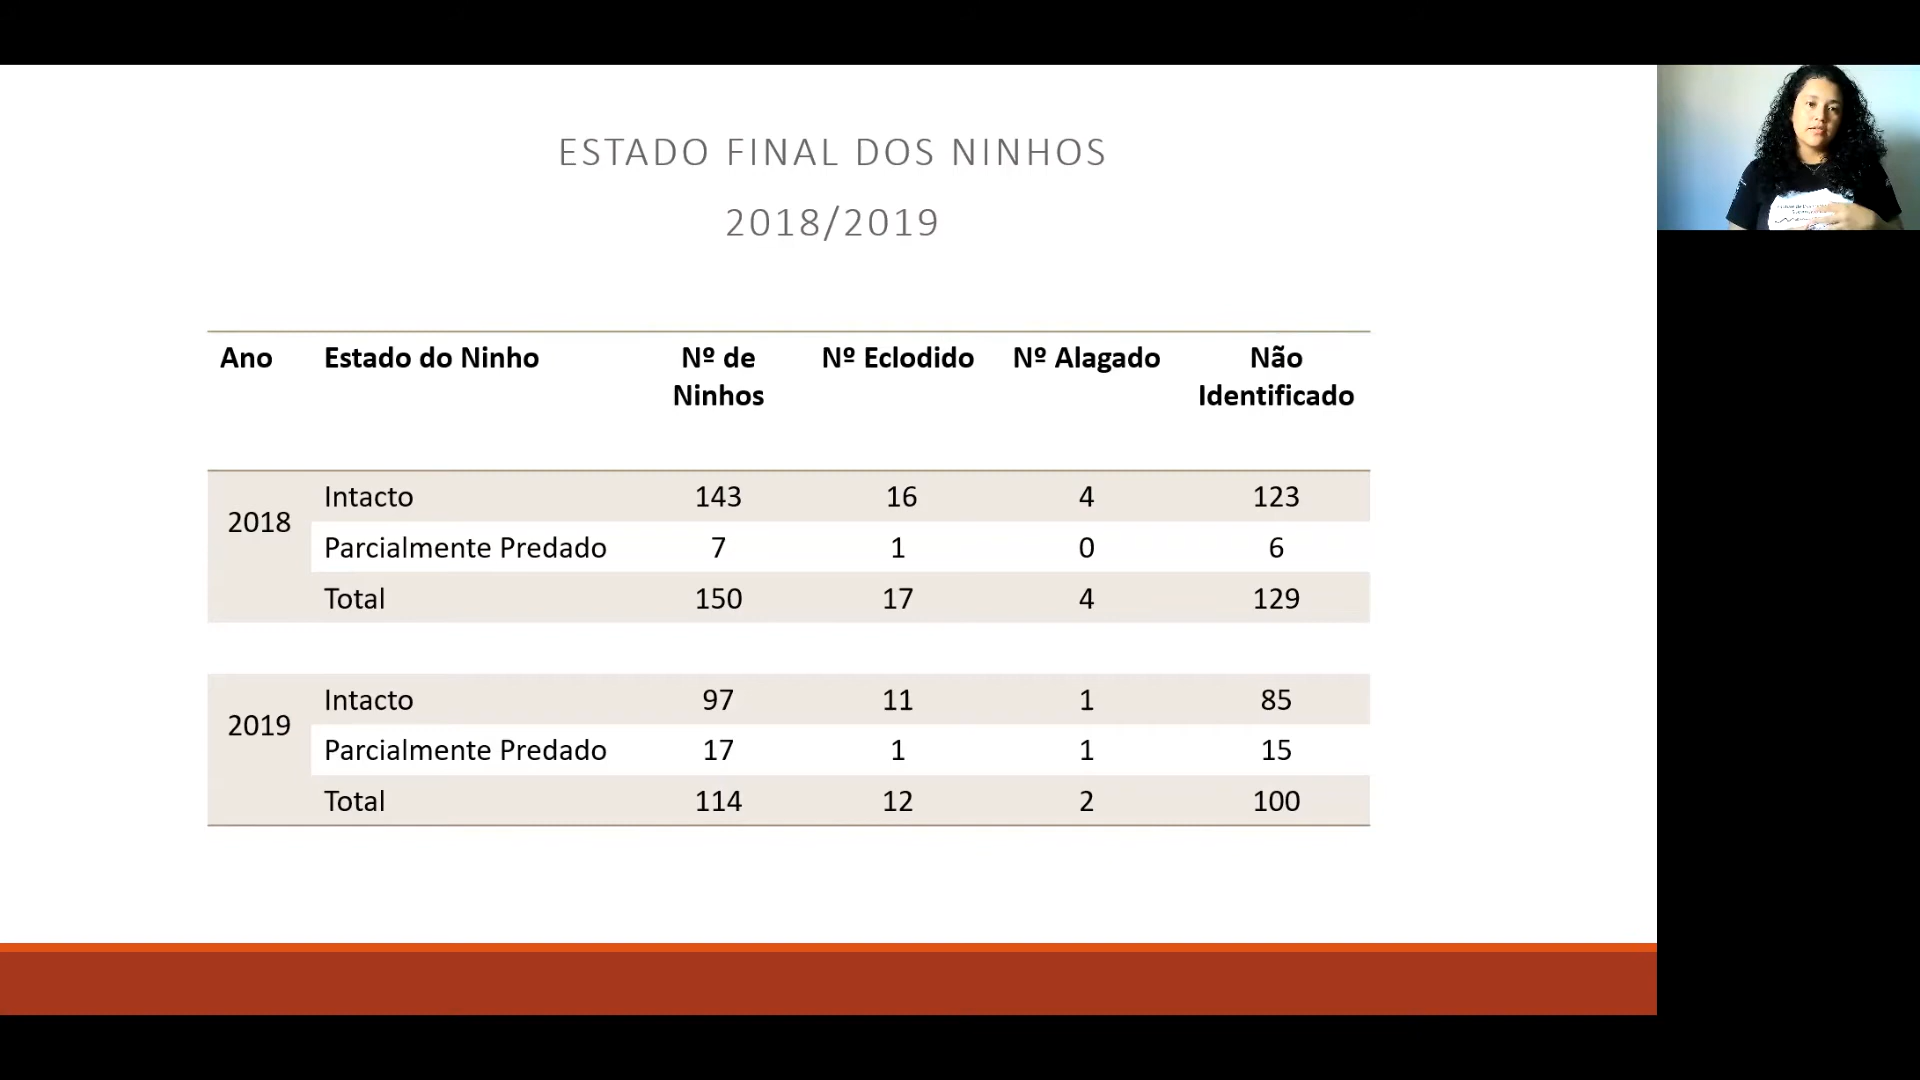 ESTADO FINAL DOS NINHOS
2018/2019
Ano Estado do Ninho Nº de Ninhos Nº Eclodido Nº Alagado Não Identificado
2018
Intacto 143 16 4 123
Parcialmente Predado 7 1 0 6
Total 150 17 4 129
2019
Intacto 97 11 1 85
Parcialmente Predado 17 1 1 15
Total 114 12 2 100